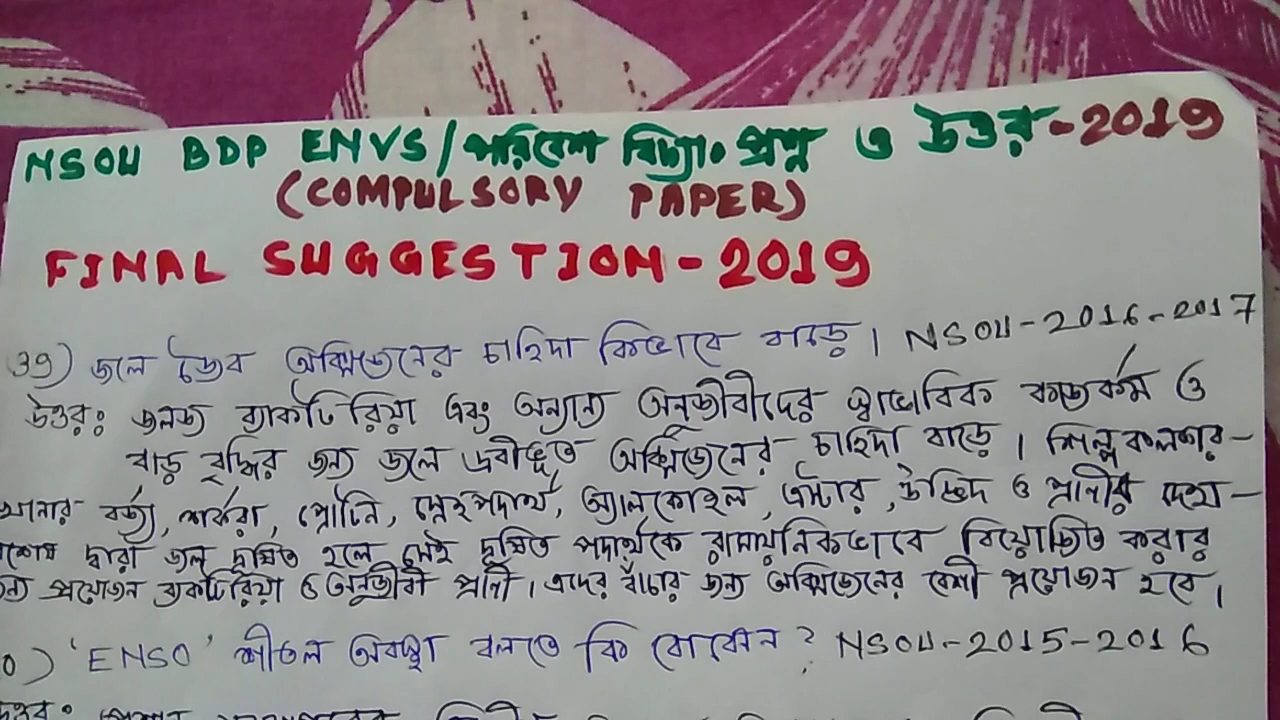 NSOU BDP ENVS/পরিবেশ বিদ্যা. প্রশ্ন ও উত্তর-2019
(COMPULSORY PAPER)
FINAL SUGGESTION-2019
39) জলে জৈব অক্সিজেনের চাহিদা কিভাবে বাড়ে। NSOU-2016-2017
উত্তর: জলজ ব্যাকটিরিয়া এবং অন্যান্য অনুজীবীদের স্বাভাবিক কাজকর্ম ও
বাড় বৃদ্ধির জন্য জলে দ্রবীভূত অক্সিজেনের চাহিদা বাড়ে। শিল্প কলকার-
খানার বর্জ্য, শর্করা, প্রোটিন, স্নেহপদার্থ, অ্যালকোহল, এস্টার, উদ্ভিদ ও প্রাণীর দেহা-
শেষ দ্বারা জল দূষিত হলে সেই দূষিত পদার্থকে রাসায়নিকভাবে বিয়োজিত করার
জন্য প্রয়োজন ব্যাকটিরিয়া ও অনুজীবী প্রাণী। এদের বাঁচার জন্য অক্সিজেনের বেশী প্রয়োজন হবে।
0) 'ENSO' শীতল অবস্থা বলতে কি বোঝেন? NSOU-2015-2016
উত্তর: